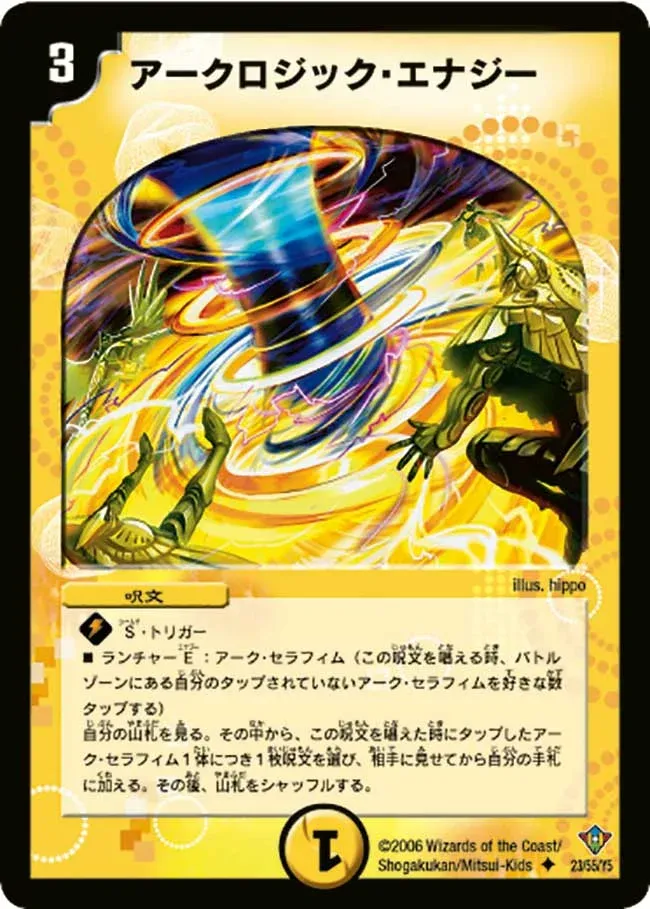 3
アークロジック・エナジー
illus. hippo
呪文
S・トリガー
■ ランチャーE：アーク・セラフィム（この呪文を唱える時、バトル
ゾーンにある自分のタップされていないアーク・セラフィムを好きな数
タップする）
自分の山札を見る。その中から、この呪文を唱えた時にタップしたアー
ク・セラフィム1体につき1枚呪文を選び、相手に見せてから自分の手札
に加える。その後、山札をシャッフルする。
1
©2006 Wizards of the Coast/
Shogakukan/Mitsui-Kids
23/55/Y5